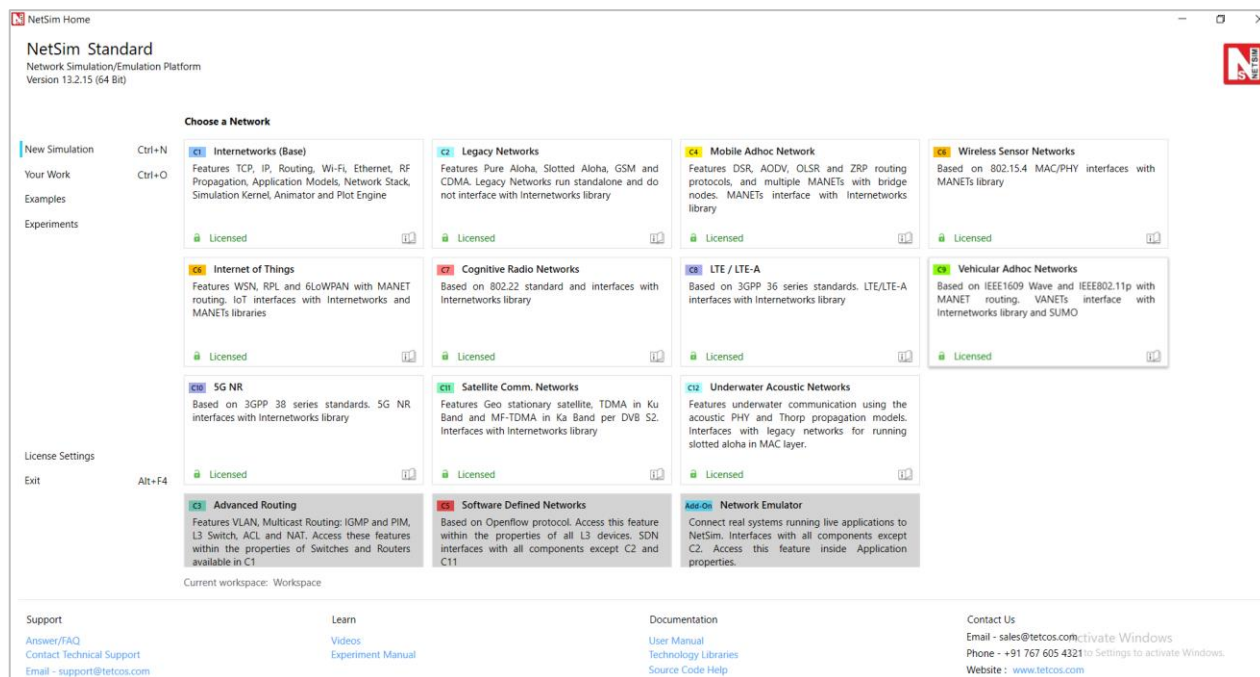 NetSim Home
NetSim Standard
Network Simulation/Emulation Platform
Version 13.2.15 (64 Bit)
NETSIM
Choose a Network
New Simulation Ctrl+N
Your Work Ctrl+O
Examples
Experiments
License Settings
Exit Alt+F4
C1 Internetworks (Base)
Features TCP, IP, Routing, Wi-Fi, Ethernet, RF
Propagation, Application Models, Network Stack,
Simulation Kernel, Animator and Plot Engine
Licensed
C2 Legacy Networks
Features Pure Aloha, Slotted Aloha, GSM and
CDMA. Legacy Networks run standalone and do
not interface with Internetworks library
Licensed
C4 Mobile Adhoc Network
Features DSR, AODV, OLSR and ZRP routing
protocols, and multiple MANETs with bridge
nodes. MANETs interface with Internetworks
library
Licensed
C6 Wireless Sensor Networks
Based on 802.15.4 MAC/PHY interfaces with
MANETs library
Licensed
C6 Internet of Things
Features WSN, RPL and 6LoWPAN with MANET
routing. IoT interfaces with Internetworks and
MANETs libraries
Licensed
C7 Cognitive Radio Networks
Based on 802.22 standard and interfaces with
Internetworks library
Licensed
C8 LTE / LTE-A
Based on 3GPP 36 series standards. LTE/LTE-A
interfaces with Internetworks library
Licensed
C9 Vehicular Adhoc Networks
Based on IEEE1609 Wave and IEEE802.11p with
MANET routing. VANETs interface with
Internetworks library and SUMO
Licensed
C10 5G NR
Based on 3GPP 38 series standards. 5G NR
interfaces with Internetworks library
Licensed
C11 Satellite Comm. Networks
Features Geo stationary satellite, TDMA in Ku
Band and MF-TDMA in Ka Band per DVB S2.
Interfaces with Internetworks library
Licensed
C12 Underwater Acoustic Networks
Features underwater communication using the
acoustic PHY and Thorp propagation models.
Interfaces with legacy networks for running
slotted aloha in MAC layer.
Licensed
C3 Advanced Routing
Features VLAN, Multicast Routing: IGMP and PIM,
L3 Switch, ACL and NAT. Access these features
within the properties of Switches and Routers
available in C1
C5 Software Defined Networks
Based on Openflow protocol. Access this feature
within the properties of all L3 devices. SDN
interfaces with all components except C2 and
C11
Add-On Network Emulator
Connect real systems running live applications to
NetSim. Interfaces with all components except
C2. Access this feature inside Application
properties.
Current workspace: Workspace
Support
Answer/FAQ
Contact Technical Support
Email - support@tetcos.com
Learn
Videos
Experiment Manual
Documentation
User Manual
Technology Libraries
Source Code Help
Contact Us
Email - sales@tetcos.com
Phone - +91 767 605 4321
Website : www.tetcos.com
Windows
to Settings to activate Windows.